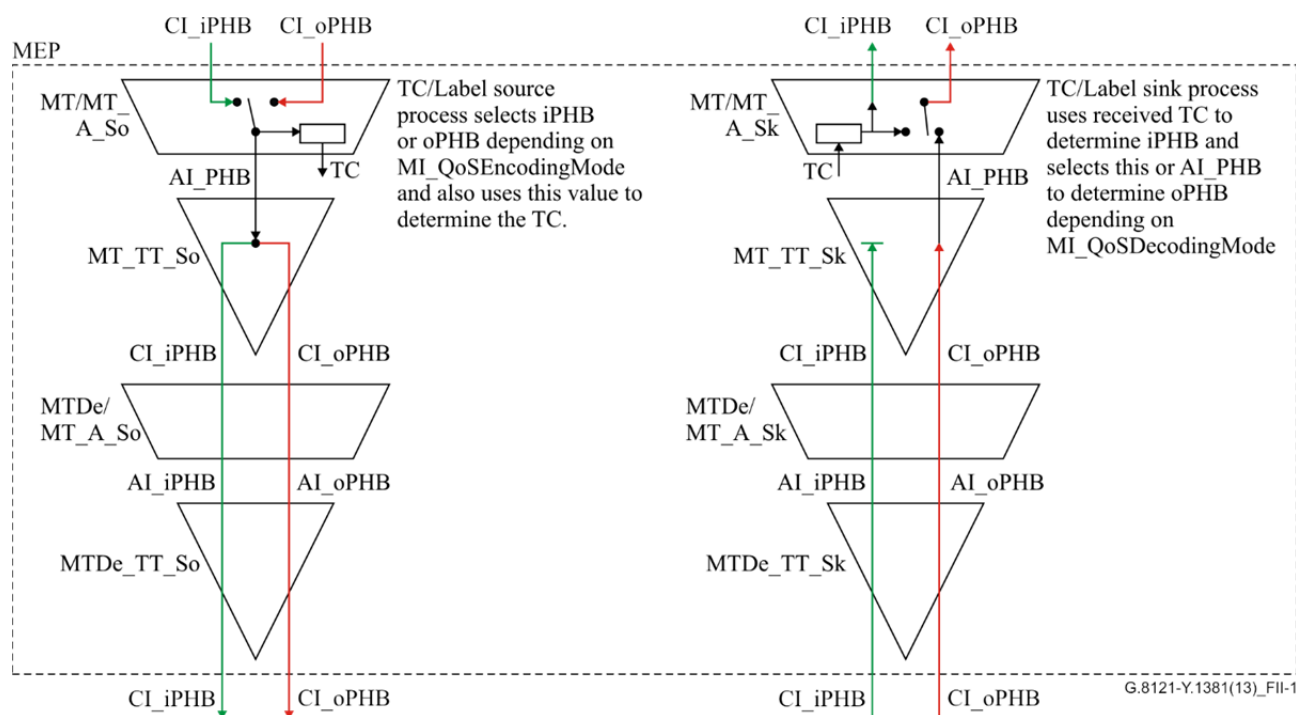 CI_iPHB
CI_oPHB
CI_iPHB
CI_oPHB
MEP
MT/MT_
A_So
TC/Label source
process selects iPHB
or oPHB depending on
MI_QoSEncodingMode
and also uses this value to
determine the TC.
TC
AI_PHB
MT_TT_So
CI_iPHB
CI_oPHB
MTDe/
MT_A_So
AI_iPHB
AI_oPHB
MTDe_TT_So
CI_iPHB
CI_oPHB
MT/MT_
A_Sk
TC/Label sink process
uses received TC to
determine iPHB and
selects this or AI_PHB
to determine oPHB
depending on
MI_QoSDecodingMode
TC
AI_PHB
MT_TT_Sk
CI_iPHB
CI_oPHB
MTDe/
MT_A_Sk
AI_iPHB
AI_oPHB
MTDe_TT_Sk
CI_iPHB
CI_oPHB
G.8121-Y.1381(13)_FII-1